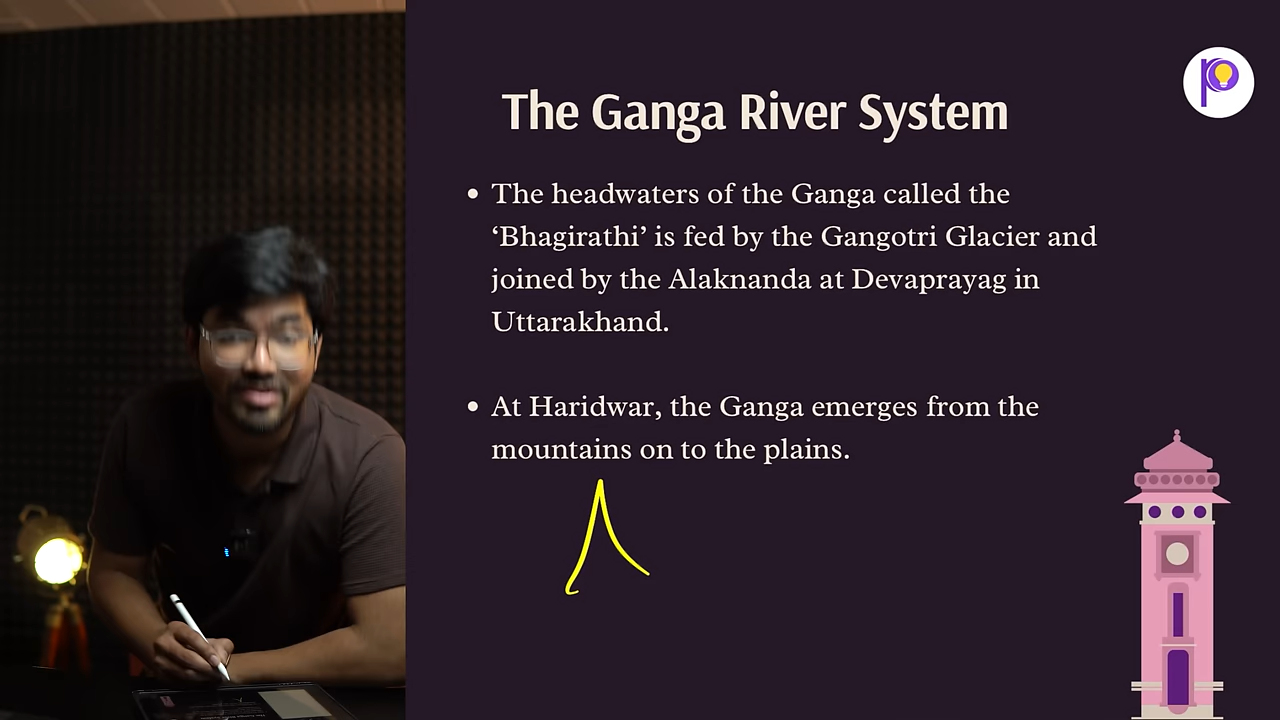 The Ganga River System
• The headwaters of the Ganga called the
‘Bhagirathi’ is fed by the Gangotri Glacier and
joined by the Alaknanda at Devaprayag in
Uttarakhand.
• At Haridwar, the Ganga emerges from the
mountains on to the plains.